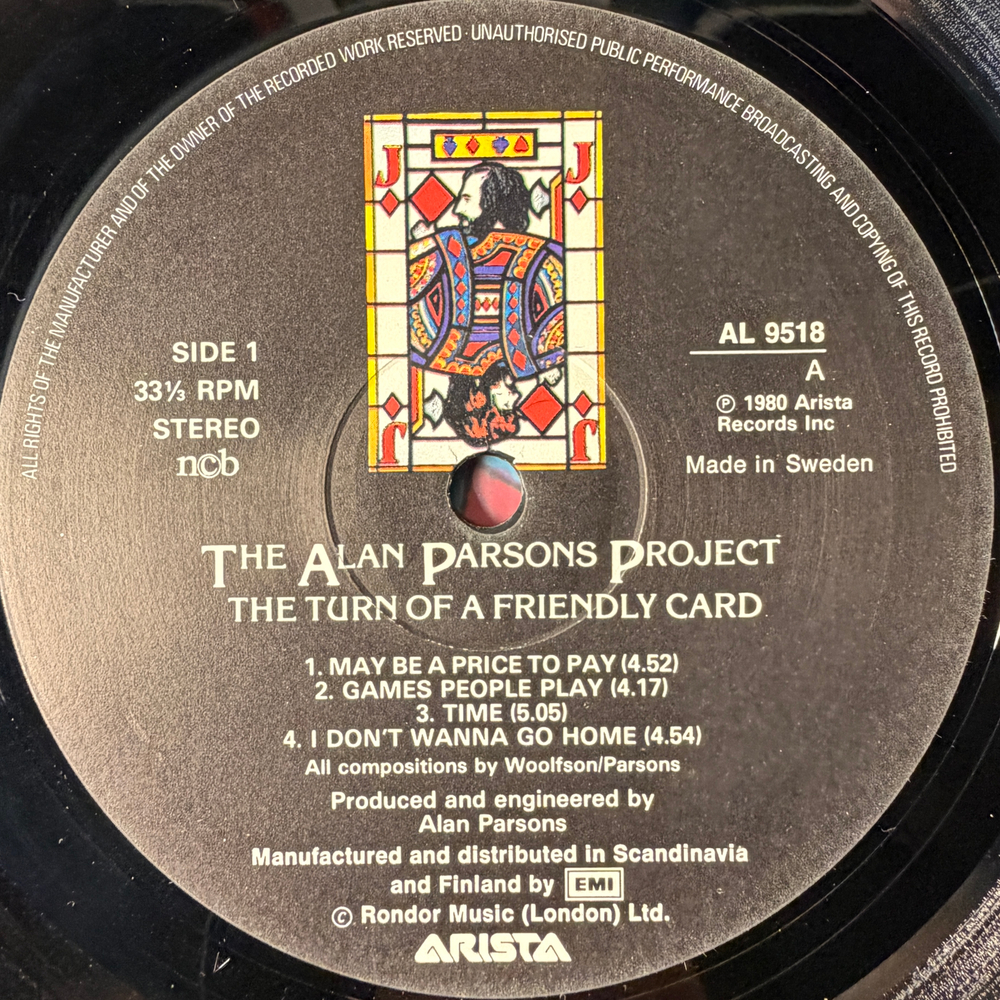 ALL RIGHTS OF THE MANUFACTURER AND OF THE OWNER OF THE RECORDED WORK RESERVED · UNAUTHORISED PUBLIC PERFORMANCE BROADCASTING AND COPYING OF THIS RECORD PROHIBITED
J J
SIDE 1
33⅓ RPM
STEREO
n©b
AL 9518
A
℗ 1980 Arista
Records Inc
Made in Sweden
J J
THE ALAN PARSONS PROJECT
THE TURN OF A FRIENDLY CARD
1. MAY BE A PRICE TO PAY (4.52)
2. GAMES PEOPLE PLAY (4.17)
3. TIME (5.05)
4. I DON'T WANNA GO HOME (4.54)
All compositions by Woolfson/Parsons
Produced and engineered by
Alan Parsons
Manufactured and distributed in Scandinavia
and Finland by EMI
© Rondor Music (London) Ltd.
ARISTA